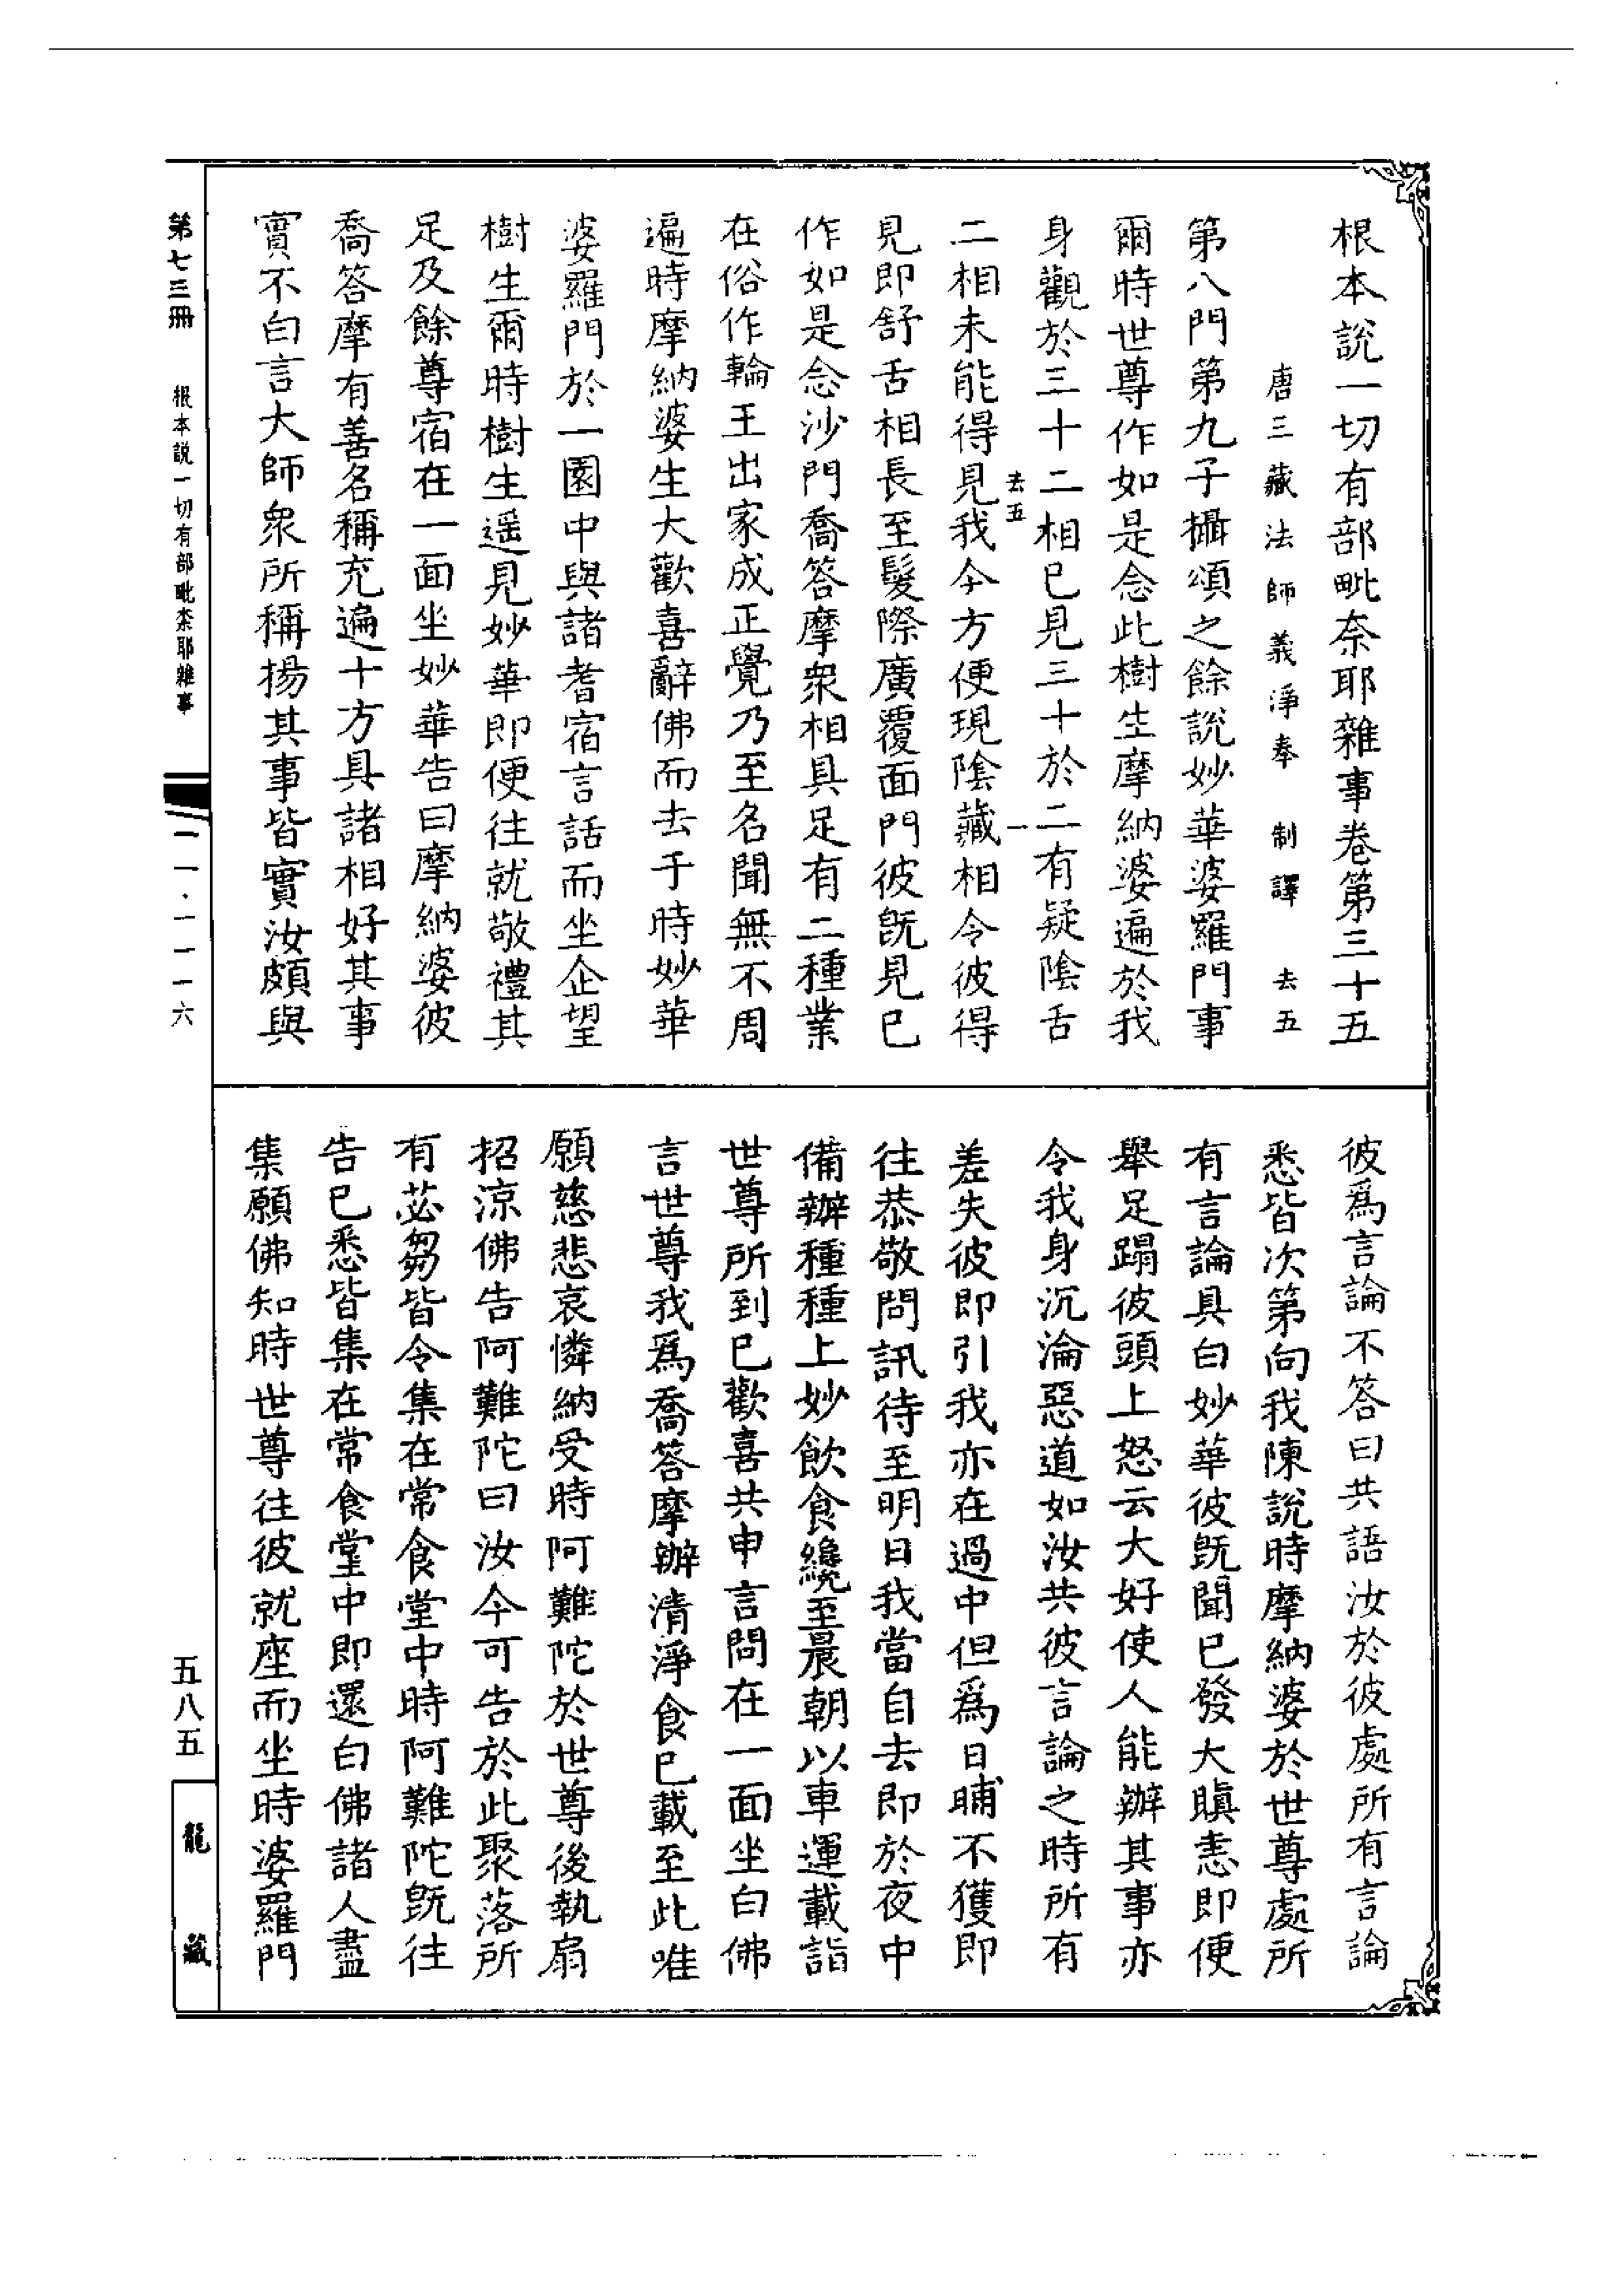 根本說一切有部毗奈耶雜事卷第三十五
唐三藏法師義淨奉 制譯 去五
第八門第九子攝頌之餘說妙華婆羅門事
爾時世尊作如是念此樹生摩納婆遍於我
身觀於三十二相已見三十於二有疑陰舌
去五 一
二相未能得見我今方便現陰藏相令彼得
見即舒舌相長至髮際廣覆面門彼既見已
作如是念沙門喬答摩衆相具足有二種業
在俗作輪王出家成正覺乃至名聞無不周
遍時摩納婆生大歡喜辭佛而去于時妙華
婆羅門於一園中與諸耆宿言話而坐企望
樹生爾時樹生遥見妙華即便往就敬禮其
足及餘尊宿在一面坐妙華告曰摩納婆彼
喬答摩有善名稱充遍十方具諸相好其事
實不白言大師衆所稱揚其事皆實汝頗與
彼爲言論不答曰共語汝於彼處所有言論
悉皆次第向我陳說時摩納婆於世尊處所
有言論具白妙華彼既聞已發大瞋恚即便
舉足蹋彼頭上怒云大好使人能辦其事亦
令我身沉淪惡道如汝共彼言論之時所有
差失彼即引我亦在過中但爲日晡不獲即
往恭敬問訊待至明日我當自去即於夜中
備辦種種上妙飲食纔至晨朝以車運載詣
世尊所到已歡喜共申言問在一面坐白佛
言世尊我爲喬答摩辦清淨食已載至此唯
願慈悲哀憐納受時阿難陀於世尊後執扇
招涼佛告阿難陀曰汝今可告於此聚落所
有苾芻皆令集在常食堂中時阿難陀既往
告已悉皆集在常食堂中即還白佛諸人盡
集願佛知時世尊往彼就座而坐時婆羅門
第七三冊 根本說一切有部毗柰耶雜事
一一·一一一六
五八五
龍藏